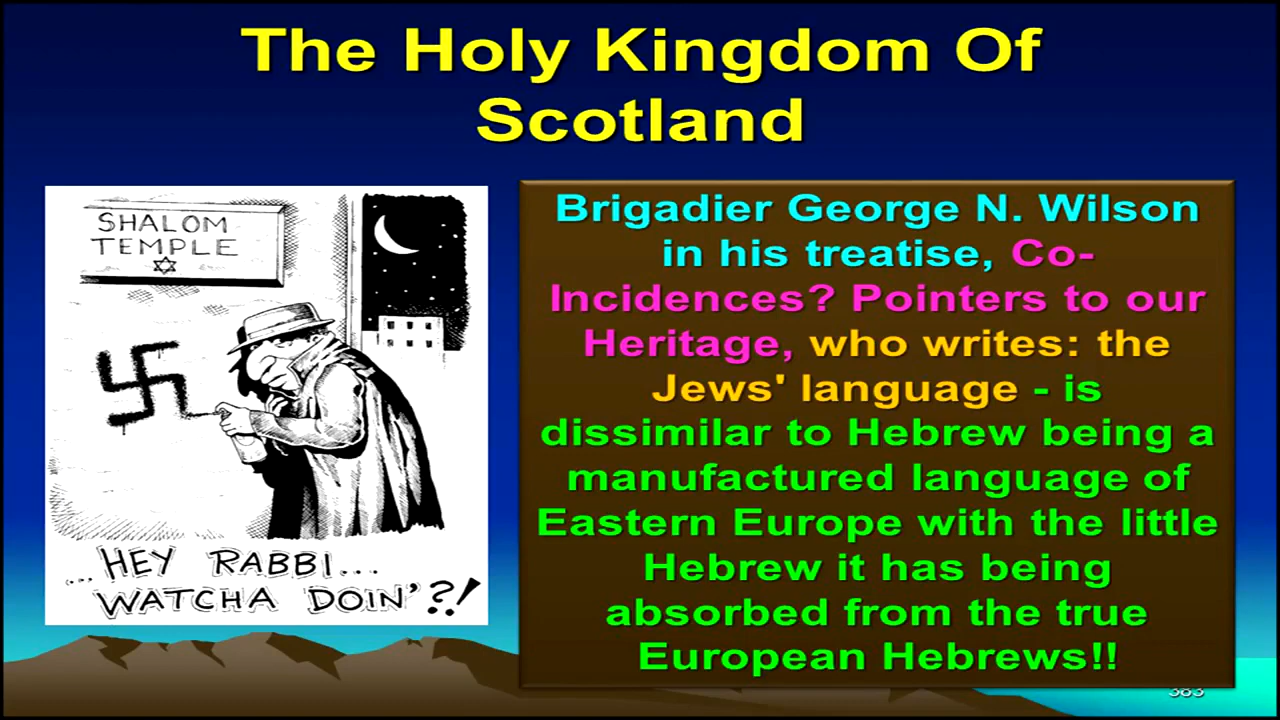 The Holy Kingdom Of
Scotland
SHALOM
TEMPLE
...HEY RABBI...
WATCHA DOIN'?!
Brigadier George N. Wilson
in his treatise, Co-
Incidences? Pointers to our
Heritage, who writes: the
Jews' language - is
dissimilar to Hebrew being a
manufactured language of
Eastern Europe with the little
Hebrew it has being
absorbed from the true
European Hebrews!!
383